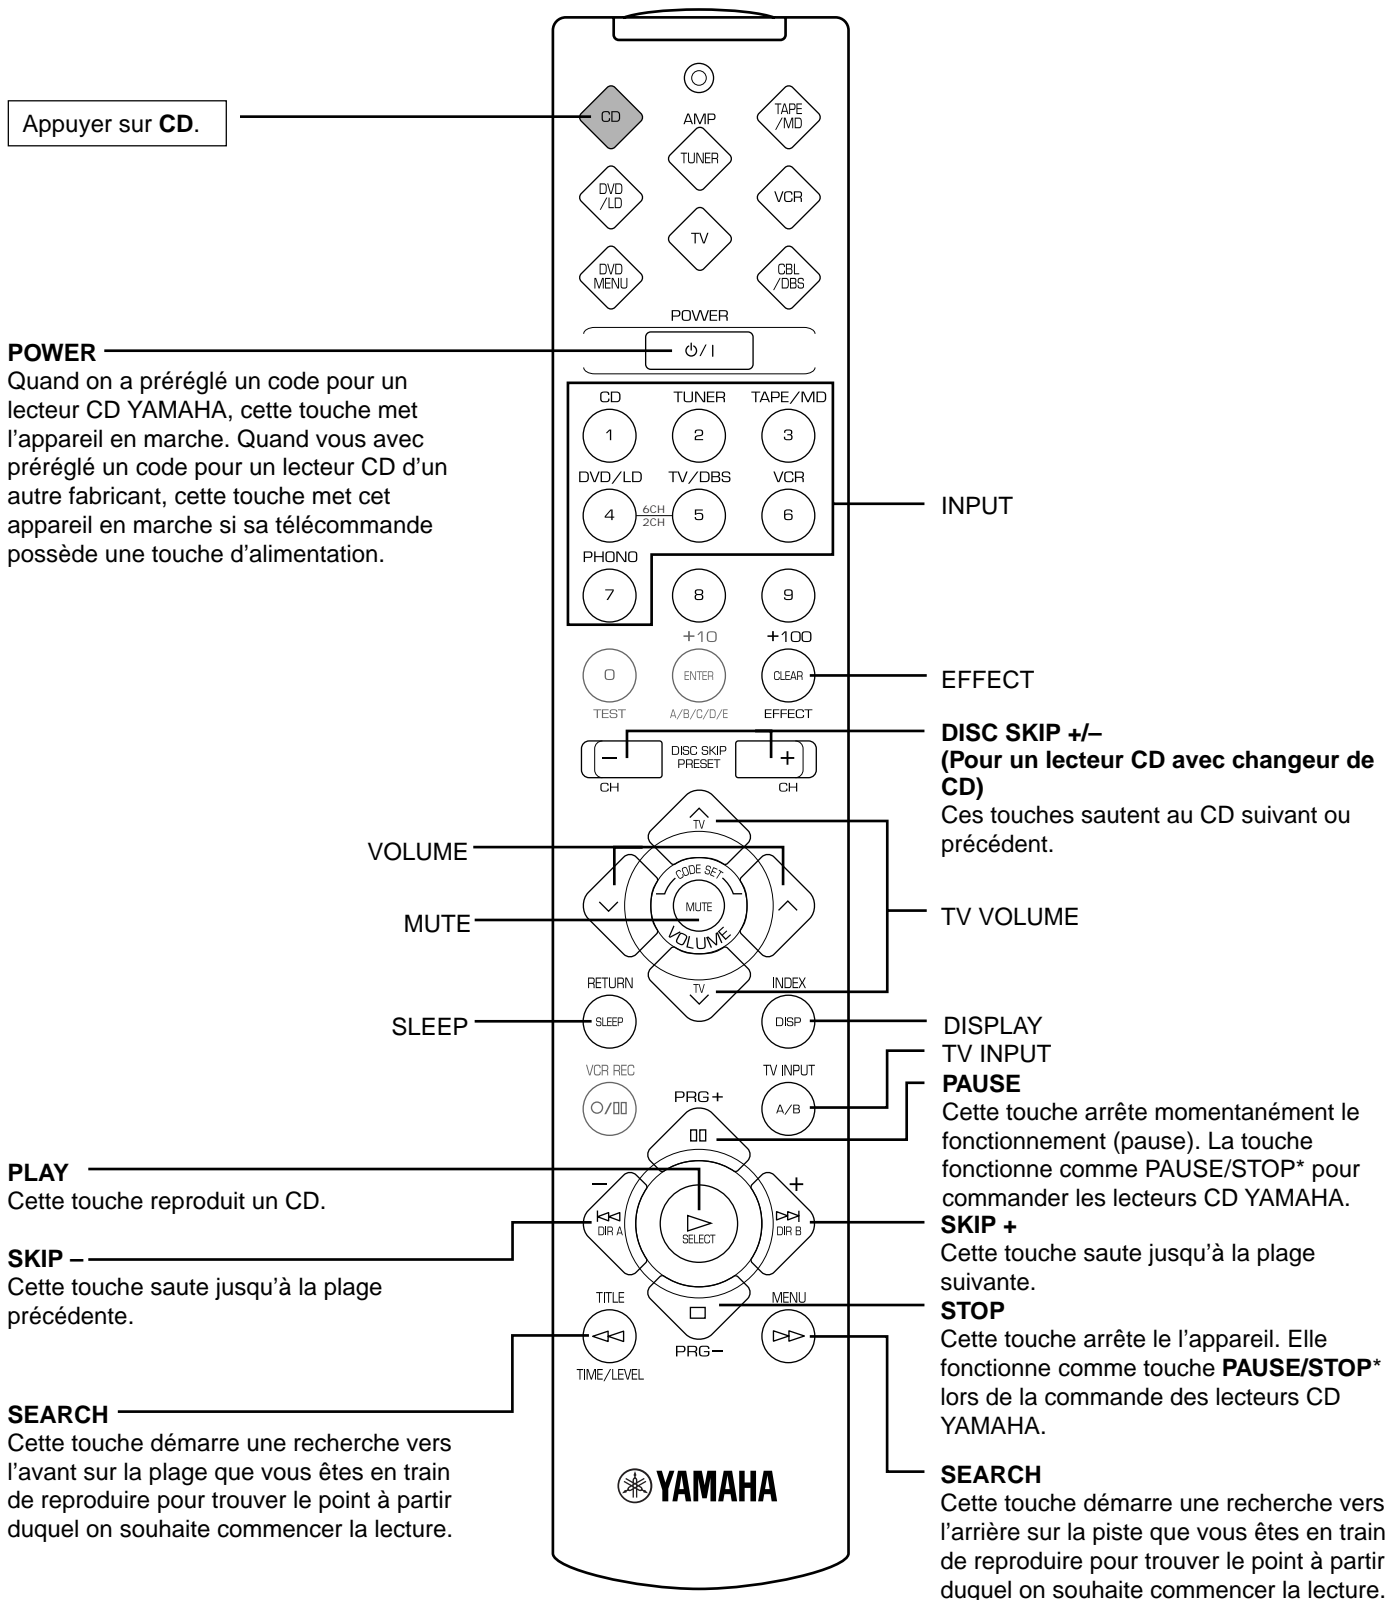 Appuyer sur CD.
CD
AMP
TAPE
/MD
TUNER
DVD
/LD
VCR
TV
DVD
MENU
CBL
/DBS
POWER
⏻/I
POWER
Quand on a préréglé un code pour un
lecteur CD YAMAHA, cette touche met
l'appareil en marche. Quand vous avec
préréglé un code pour un lecteur CD d'un
autre fabricant, cette touche met cet
appareil en marche si sa télécommande
possède une touche d'alimentation.
CD TUNER TAPE/MD
1 2 3
DVD/LD TV/DBS VCR
4 6CH 5 6
2CH
PHONO
7 8 9
INPUT
+10 +100
0 ENTER CLEAR
TEST A/B/C/D/E EFFECT
EFFECT
– DISC SKIP +
PRESET
CH CH
DISC SKIP +/–
(Pour un lecteur CD avec changeur de
CD)
Ces touches sautent au CD suivant ou
précédent.
TV
VOLUME
CODE SET
MUTE
MUTE
VOLUME
TV
TV VOLUME
RETURN INDEX
SLEEP
SLEEP DISP
DISPLAY
TV INPUT
VCR REC TV INPUT
A/B
PRG+
PAUSE
Cette touche arrête momentanément le
fonctionnement (pause). La touche
fonctionne comme PAUSE/STOP* pour
commander les lecteurs CD YAMAHA.
PLAY
Cette touche reproduit un CD.
– +
DIR A SELECT DIR B
SKIP –
Cette touche saute jusqu'à la plage
précédente.
SKIP +
Cette touche saute jusqu'à la plage
suivante.
TITLE MENU
PRG–
TIME/LEVEL
STOP
Cette touche arrête le l'appareil. Elle
fonctionne comme touche PAUSE/STOP*
lors de la commande des lecteurs CD
YAMAHA.
SEARCH
Cette touche démarre une recherche vers
l'avant sur la plage que vous êtes en train
de reproduire pour trouver le point à partir
duquel on souhaite commencer la lecture.
YAMAHA
SEARCH
Cette touche démarre une recherche vers
l'arrière sur la piste que vous êtes en train
de reproduire pour trouver le point à partir
duquel on souhaite commencer la lecture.